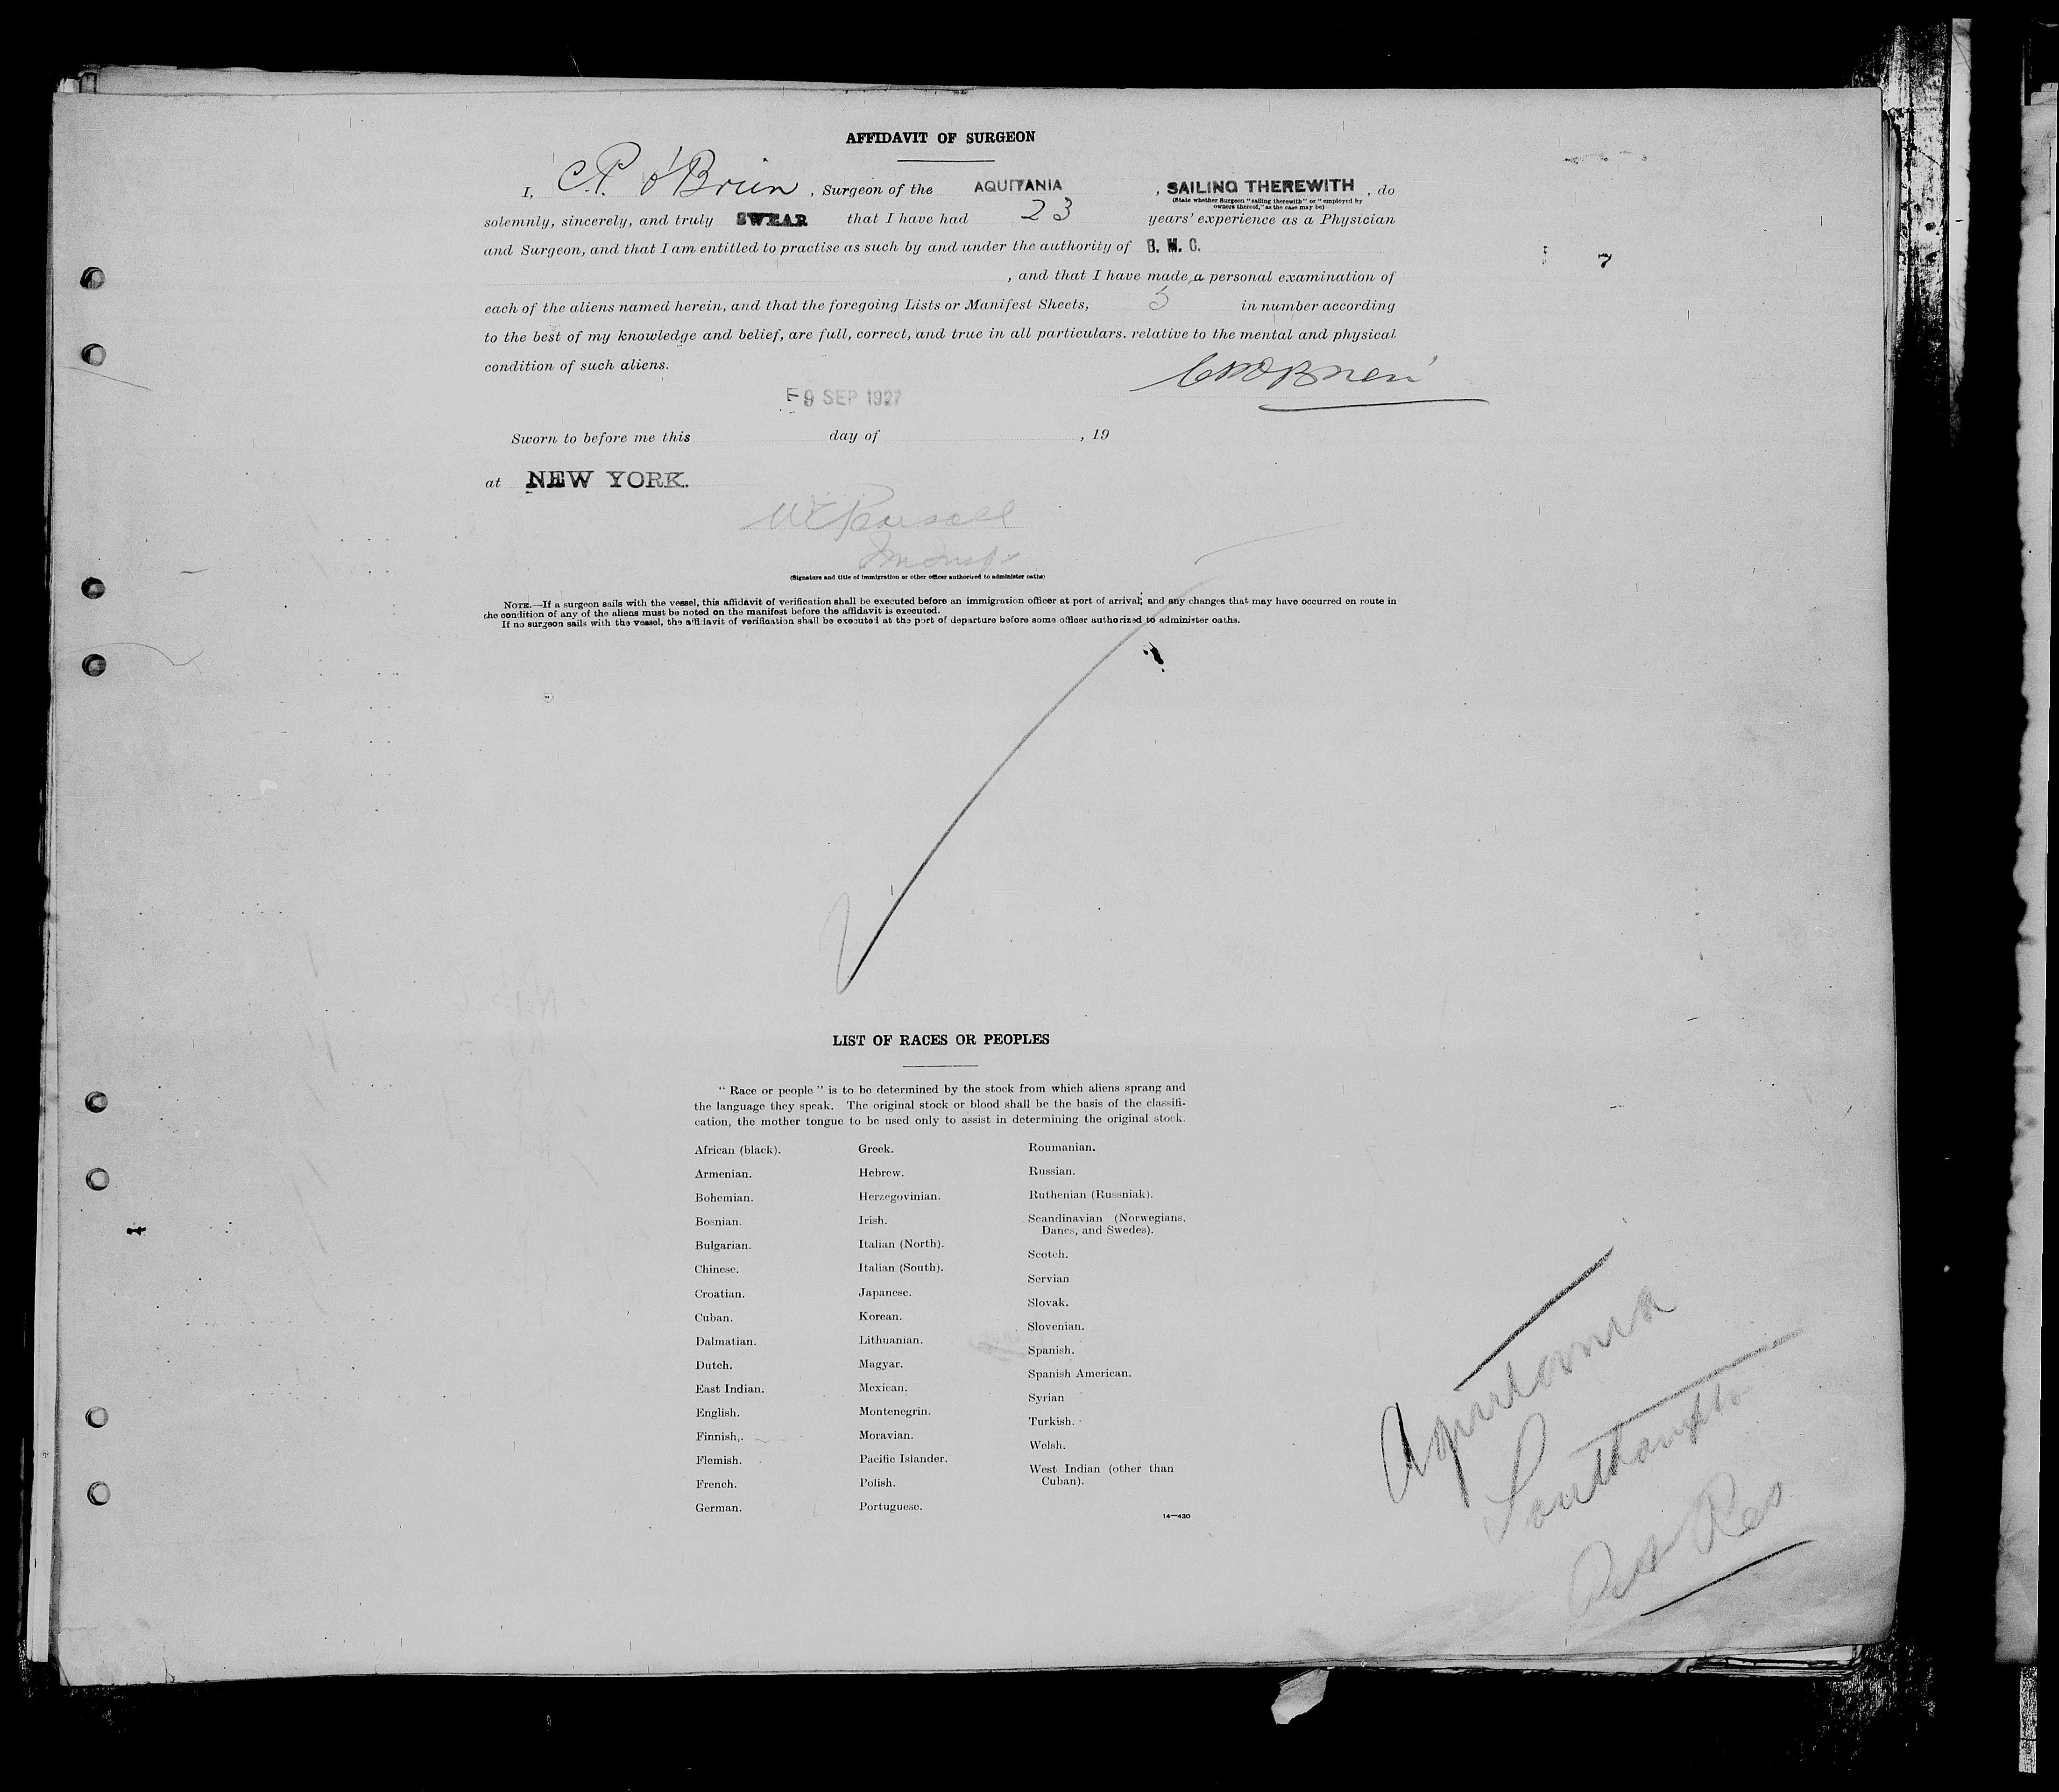 AFFIDAVIT OF SURGEON
I, C.P. O'Brien, Surgeon of the AQUITANIA, SAILING THEREWITH, do
(State whether Surgeon "sailing therewith" or "employed by
owners thereof," as the case may be)
solemnly, sincerely, and truly SWEAR that I have had 23 years' experience as a Physician
and Surgeon, and that I am entitled to practise as such by and under the authority of B. M. C.
, and that I have made a personal examination of
each of the aliens named herein, and that the foregoing Lists or Manifest Sheets, 5 in number according
to the best of my knowledge and belief, are full, correct, and true in all particulars. relative to the mental and physical
condition of such aliens.
CPO'Brien
9 SEP 1927
Sworn to before me this day of , 19
at NEW YORK.
(Signature and title of immigration or other officer authorized to administer oaths)
NOTE.—If a surgeon sails with the vessel, this affidavit of verification shall be executed before an immigration officer at port of arrival; and any changes that may have occurred en route in
the condition of any of the aliens must be noted on the manifest before the affidavit is executed.
If no surgeon sails with the vessel, the affidavit of verification shall be executed at the port of departure before some officer authorized to administer oaths.
LIST OF RACES OR PEOPLES
" Race or people " is to be determined by the stock from which aliens sprang and
the language they speak. The original stock or blood shall be the basis of the classifi-
cation, the mother tongue to be used only to assist in determining the original stock.
African (black).
Armenian.
Bohemian.
Bosnian.
Bulgarian.
Chinese.
Croatian.
Cuban.
Dalmatian.
Dutch.
East Indian.
English.
Finnish.
Flemish.
French.
German.
Greek.
Hebrew.
Herzegovinian.
Irish.
Italian (North).
Italian (South).
Japanese.
Korean.
Lithuanian.
Magyar.
Mexican.
Montenegrin.
Moravian.
Pacific Islander.
Polish.
Portuguese.
Roumanian.
Russian.
Ruthenian (Russniak).
Scandinavian (Norwegians,
Danes, and Swedes).
Scotch.
Servian
Slovak.
Slovenian.
Spanish.
Spanish American.
Syrian
Turkish.
Welsh.
West Indian (other than
Cuban).
14—430
Aquitania
Southampton